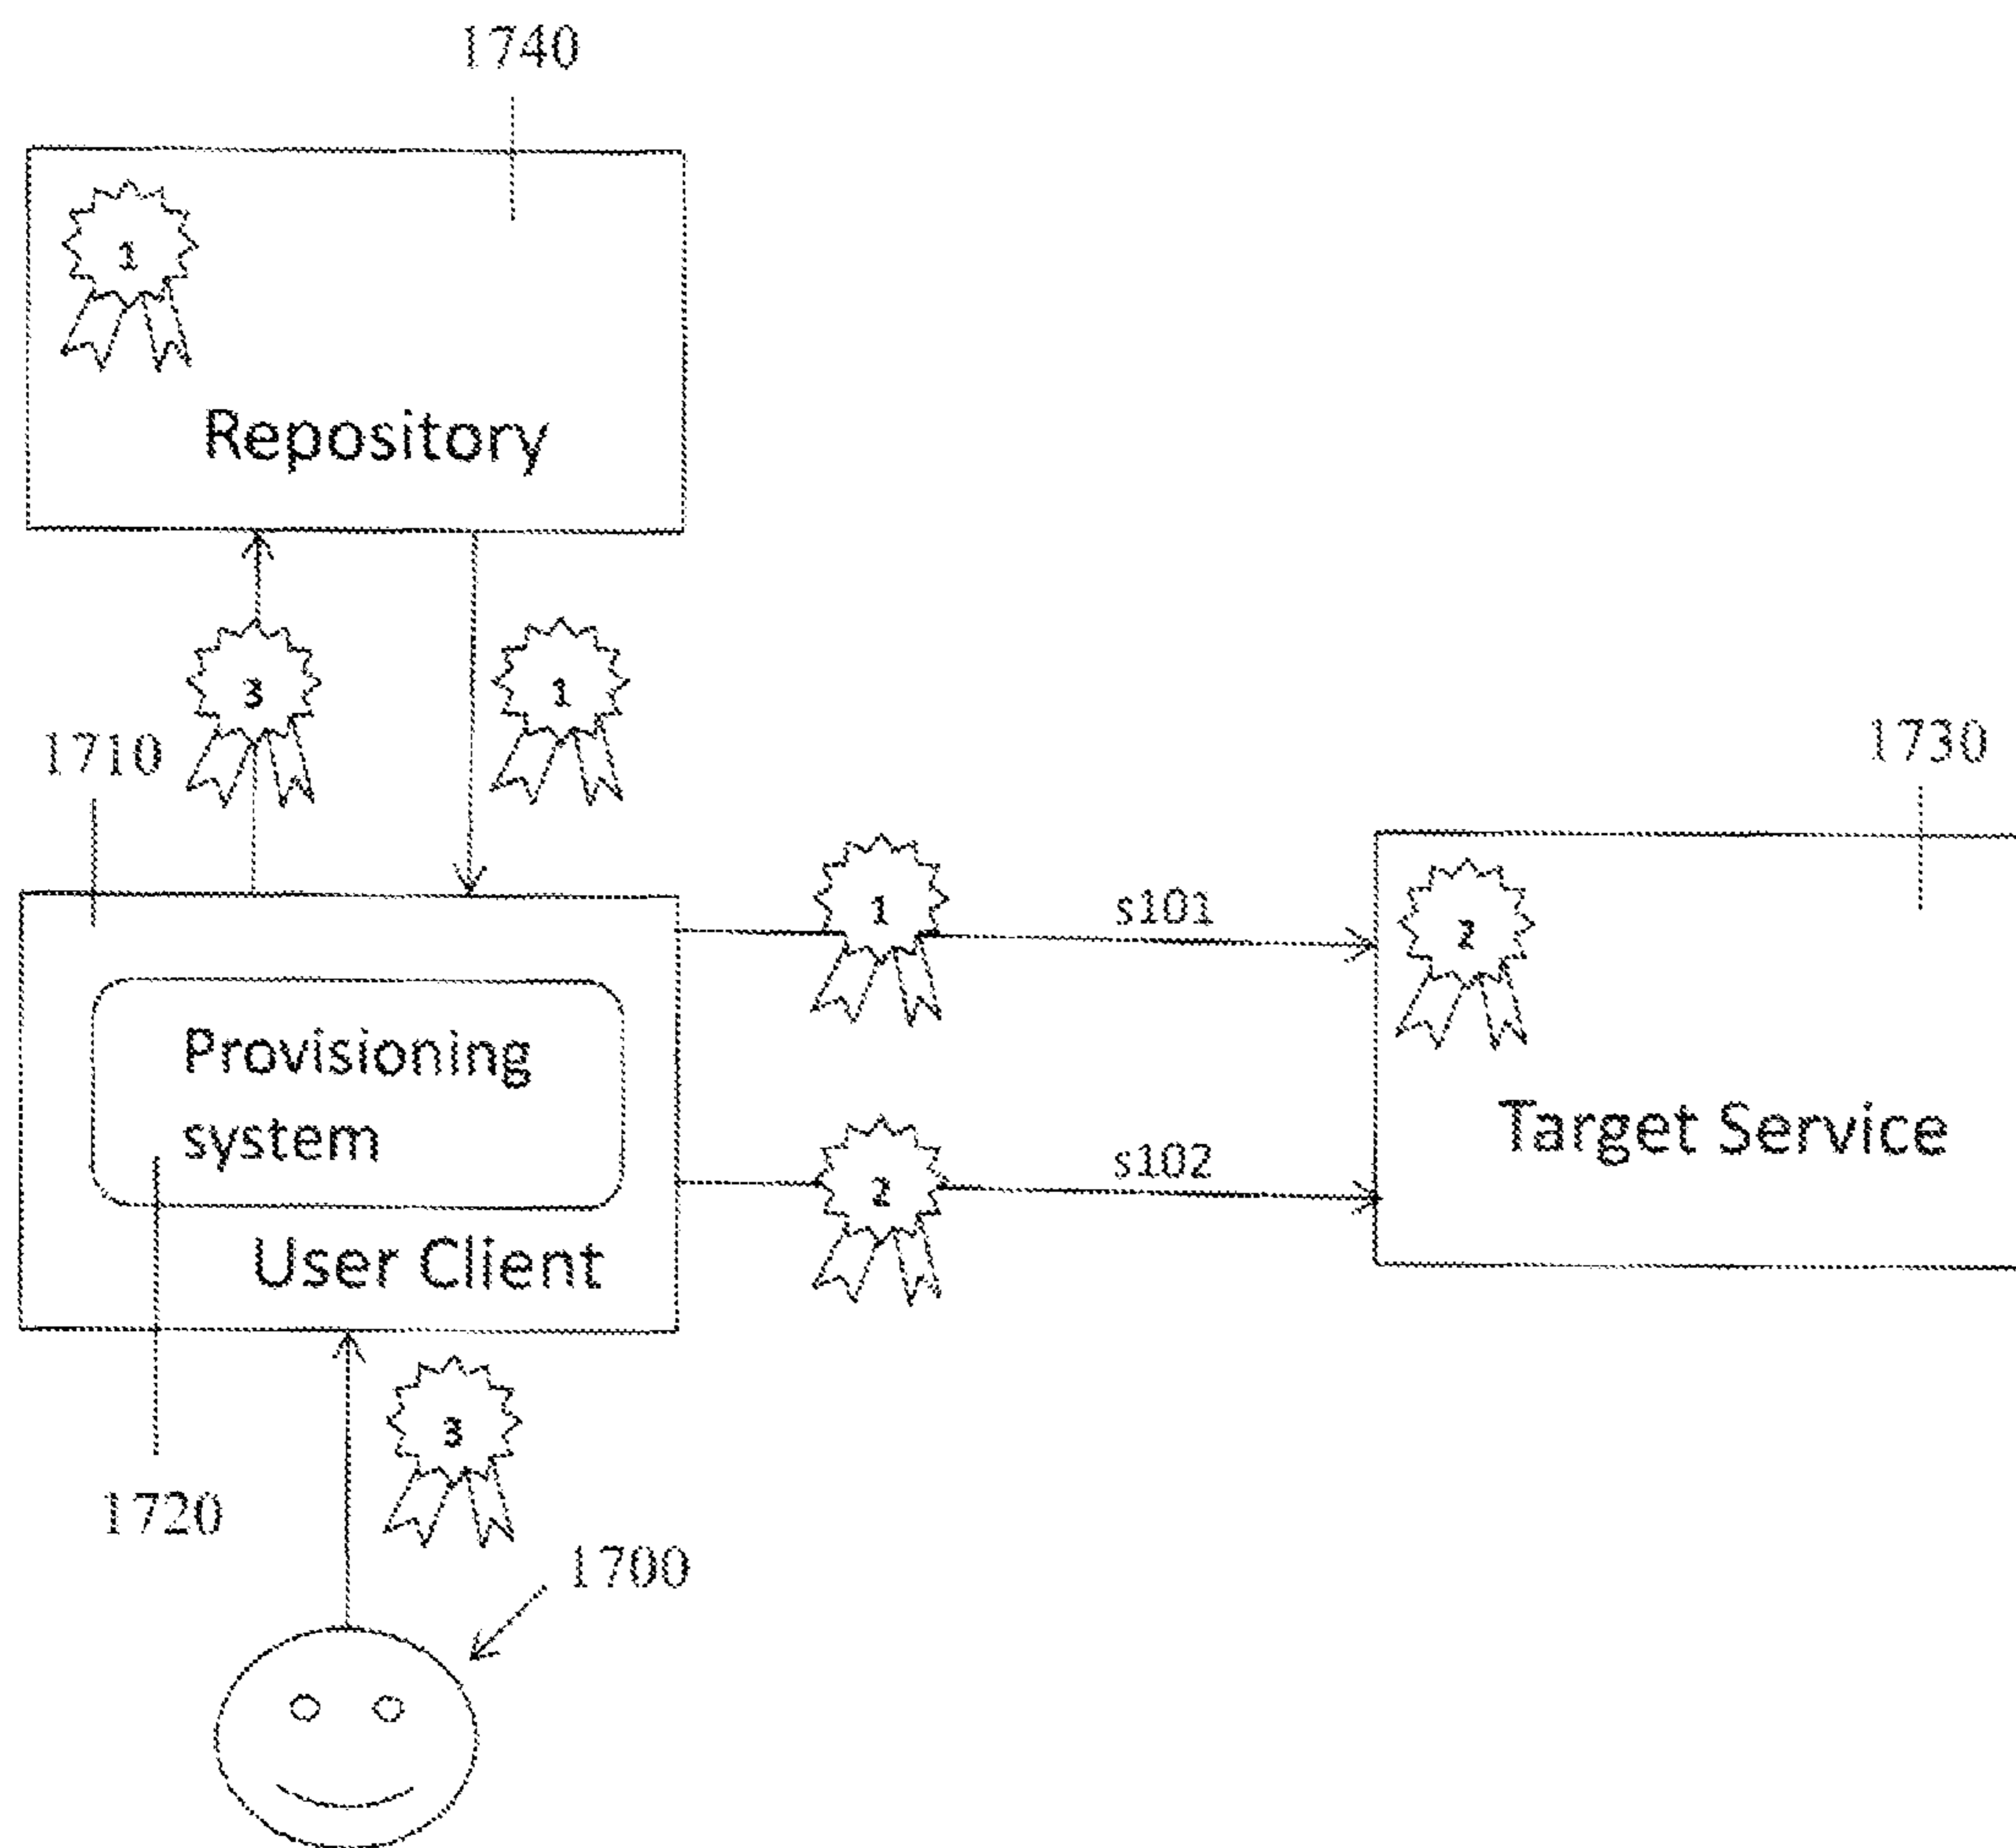 1740
1
Repository
3
1
1710
1730
1
s101
2
Provisioning
system
Target Service
2
s102
User Client
3
1720
1700